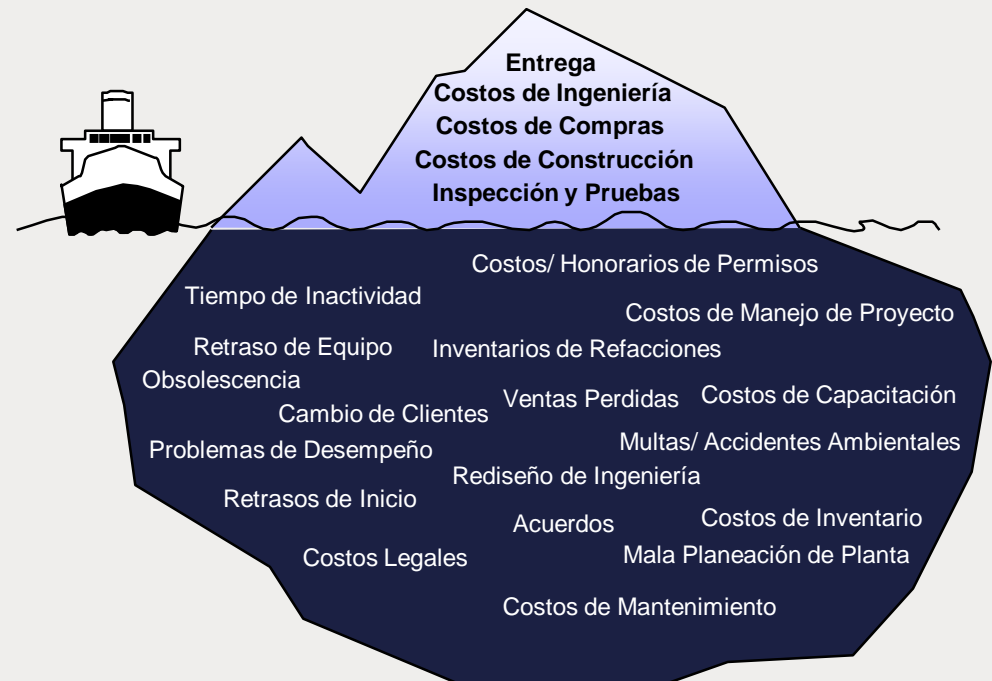 Entrega
Costos de Ingeniería
Costos de Compras
Costos de Construcción
Inspección y Pruebas
Costos/ Honorarios de Permisos
Tiempo de Inactividad
Costos de Manejo de Proyecto
Retraso de Equipo
Inventarios de Refacciones
Obsolescencia
Ventas Perdidas
Costos de Capacitación
Cambio de Clientes
Problemas de Desempeño
Multas/ Accidentes Ambientales
Rediseño de Ingeniería
Retrasos de Inicio
Acuerdos
Costos de Inventario
Costos Legales
Mala Planeación de Planta
Costos de Mantenimiento